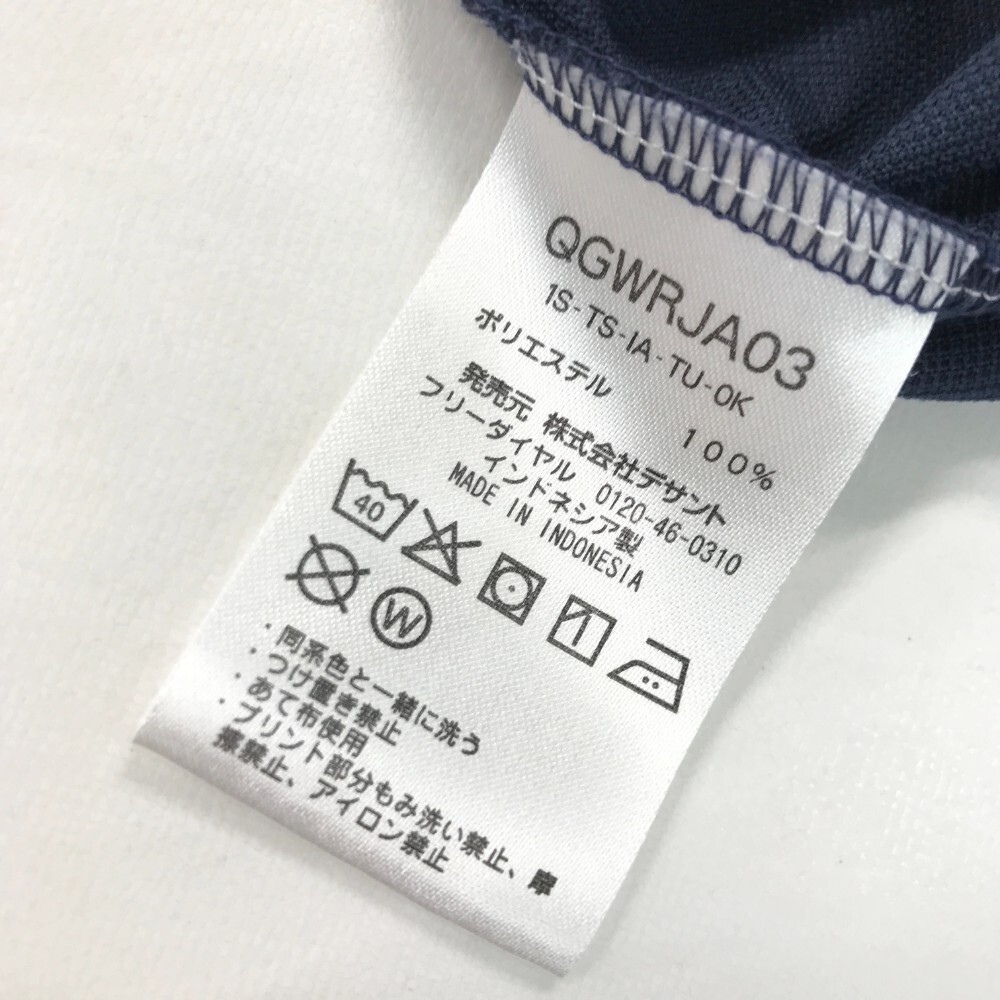 QGWRJA03
1S-TS-IA-TU-OK
ポリエステル 100%
発売元 株式会社デサント
フリーダイヤル 0120-46-0310
インドネシア製
MADE IN INDONESIA
40
W
・同系色と一緒に洗う
・つけ置き禁止
・あて布使用
・プリント部分もみ洗い禁止、摩
擦禁止、アイロン禁止